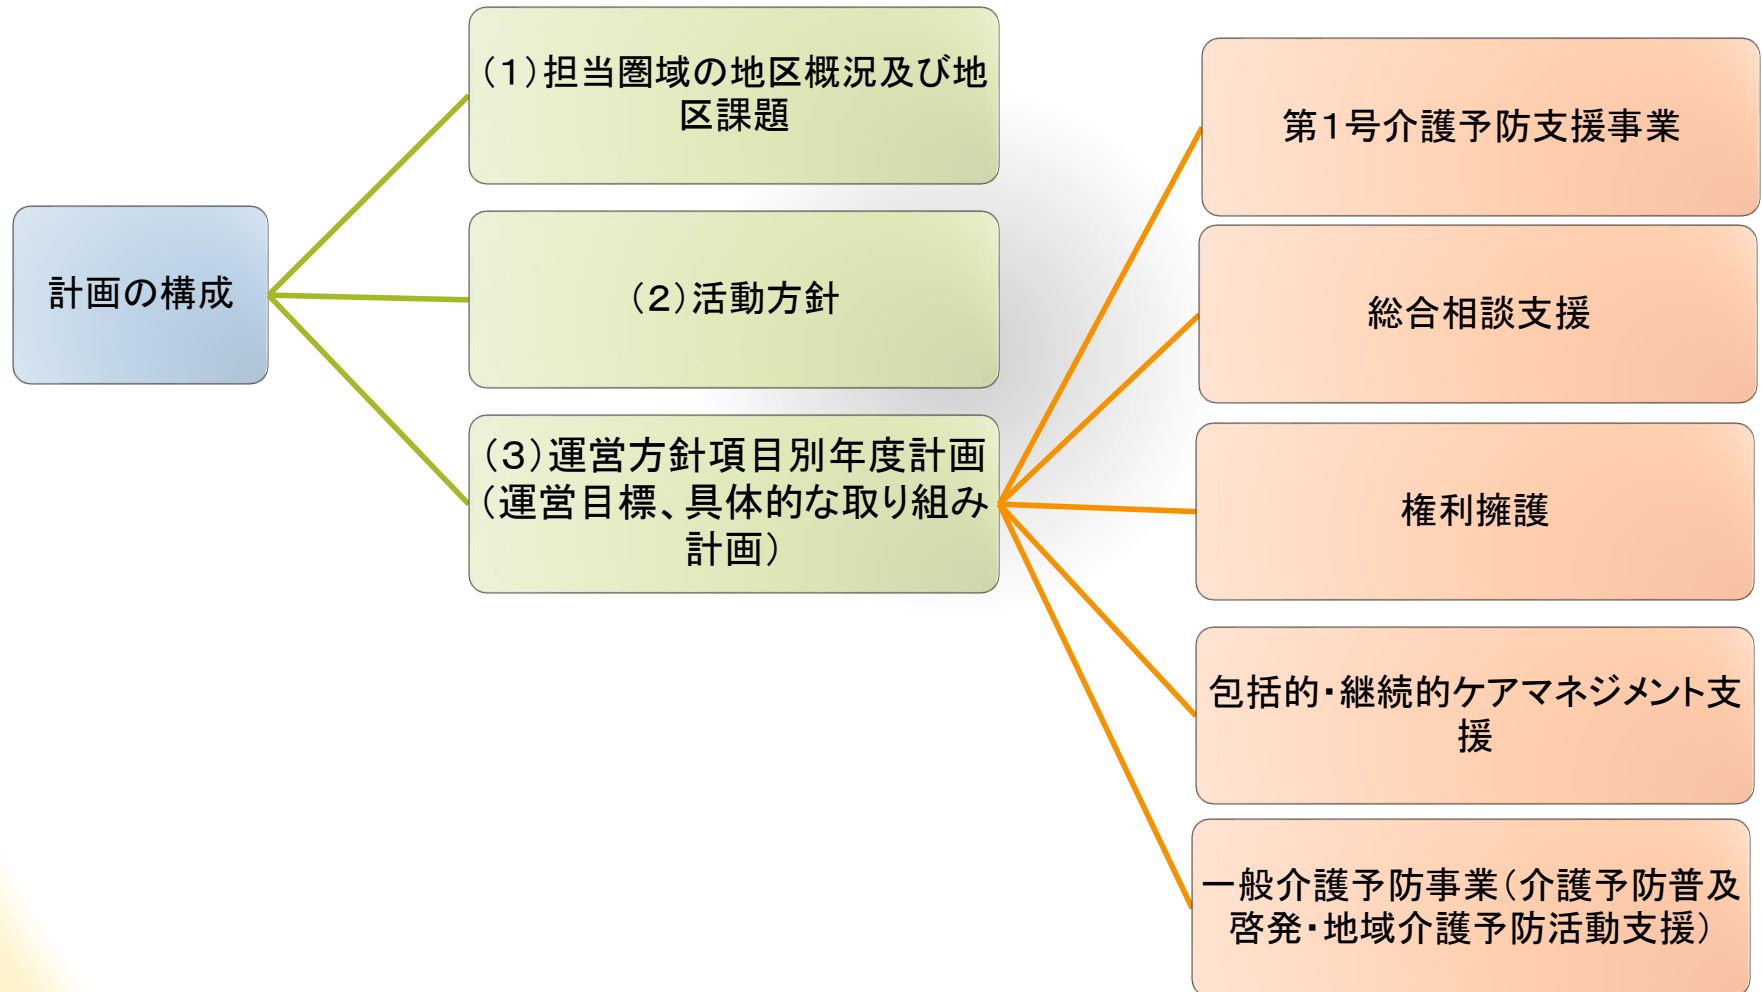 計画の構成
(1)担当圏域の地区概況及び地
区課題
(2)活動方針
(3)運営方針項目別年度計画
(運営目標、具体的な取り組み
計画)
第1号介護予防支援事業
総合相談支援
権利擁護
包括的・継続的ケアマネジメント支
援
一般介護予防事業(介護予防普及
啓発・地域介護予防活動支援)